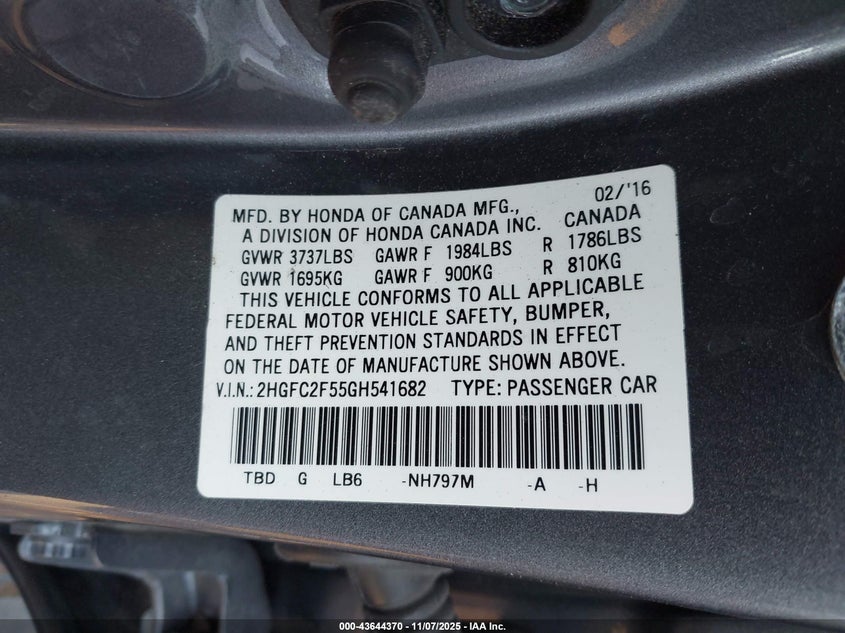 02/'16
MFD. BY HONDA OF CANADA MFG.,
A DIVISION OF HONDA CANADA INC. CANADA
GVWR 3737LBS GAWR F 1984LBS R 1786LBS
GVWR 1695KG GAWR F 900KG R 810KG
THIS VEHICLE CONFORMS TO ALL APPLICABLE
FEDERAL MOTOR VEHICLE SAFETY, BUMPER,
AND THEFT PREVENTION STANDARDS IN EFFECT
ON THE DATE OF MANUFACTURE SHOWN ABOVE.
V.I.N.: 2HGFC2F55GH541682 TYPE: PASSENGER CAR
TBD G LB6 -NH797M -A -H
000-43644370 - 11/07/2025 - IAA Inc.